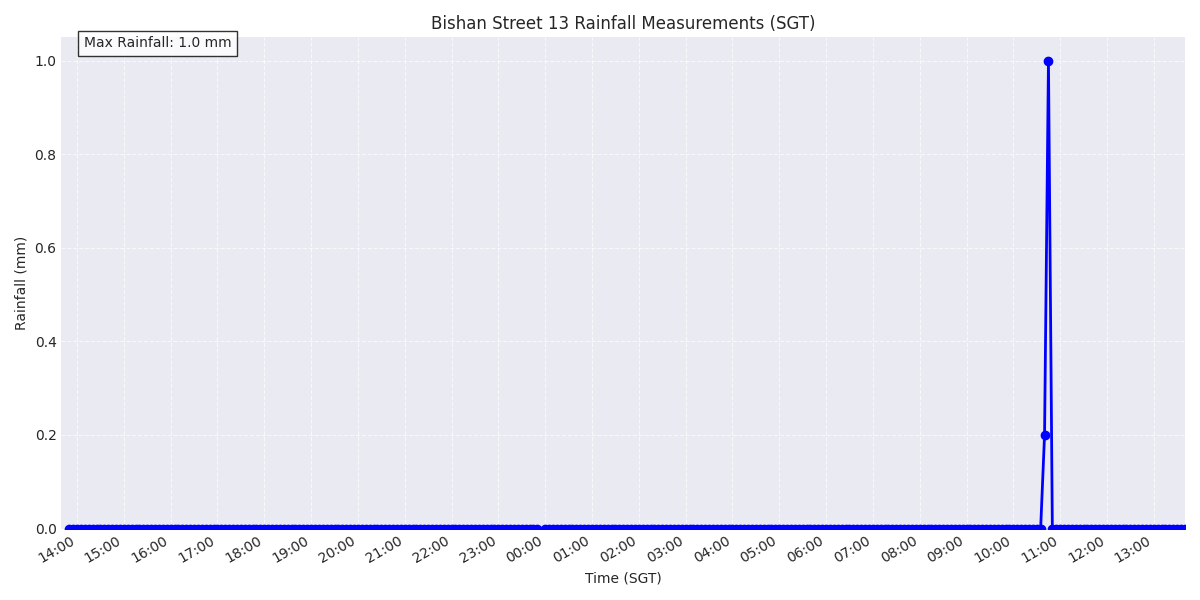 Bishan Street 13 Rainfall Measurements (SGT)
Max Rainfall: 1.0 mm
1.0
0.8
0.6
0.4
0.2
0.0
Rainfall (mm)
14:00 15:00 16:00 17:00 18:00 19:00 20:00 21:00 22:00 23:00 00:00 01:00 02:00 03:00 04:00 05:00 06:00 07:00 08:00 09:00 10:00 11:00 12:00 13:00
Time (SGT)